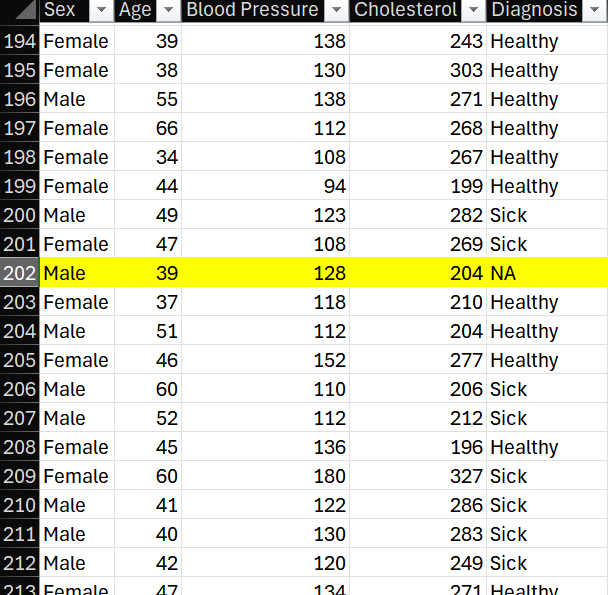 Sex Age Blood Pressure Cholesterol Diagnosis
194 Female 39 138 243 Healthy
195 Female 38 130 303 Healthy
196 Male 55 138 271 Healthy
197 Female 66 112 268 Healthy
198 Female 34 108 267 Healthy
199 Female 44 94 199 Healthy
200 Male 49 123 282 Sick
201 Female 47 108 269 Sick
202 Male 39 128 204 NA
203 Female 37 118 210 Healthy
204 Male 51 112 204 Healthy
205 Female 46 152 277 Healthy
206 Male 60 110 206 Sick
207 Male 52 112 212 Sick
208 Female 45 136 196 Healthy
209 Female 60 180 327 Sick
210 Male 41 122 286 Sick
211 Male 40 130 283 Sick
212 Male 42 120 249 Sick
213 Female 47 134 271 Healthy